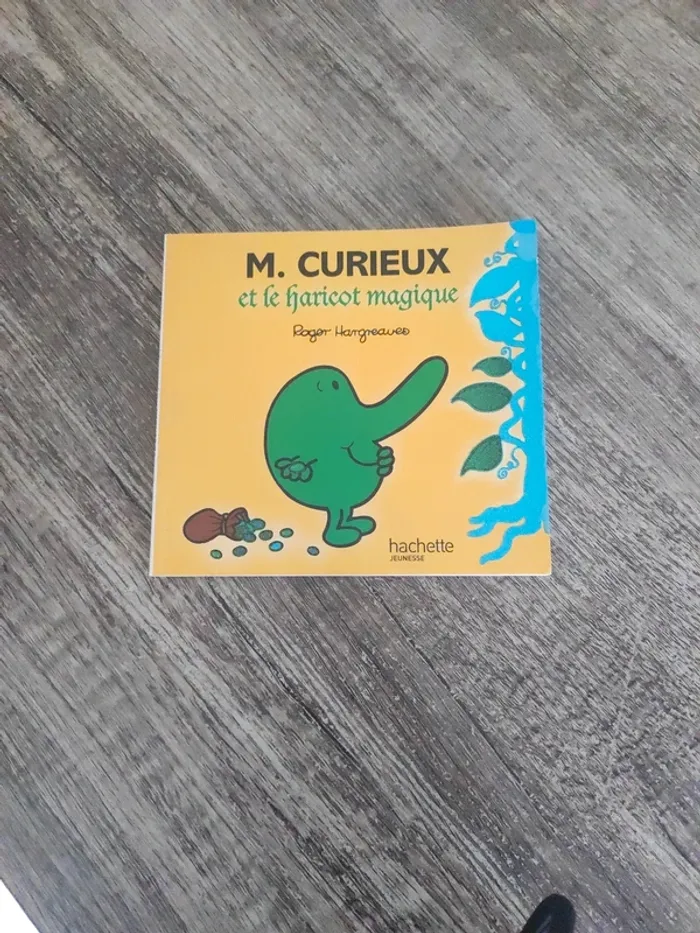 M. CURIEUX
et le haricot magique
Roger Hargreaves
hachette
JEUNESSE